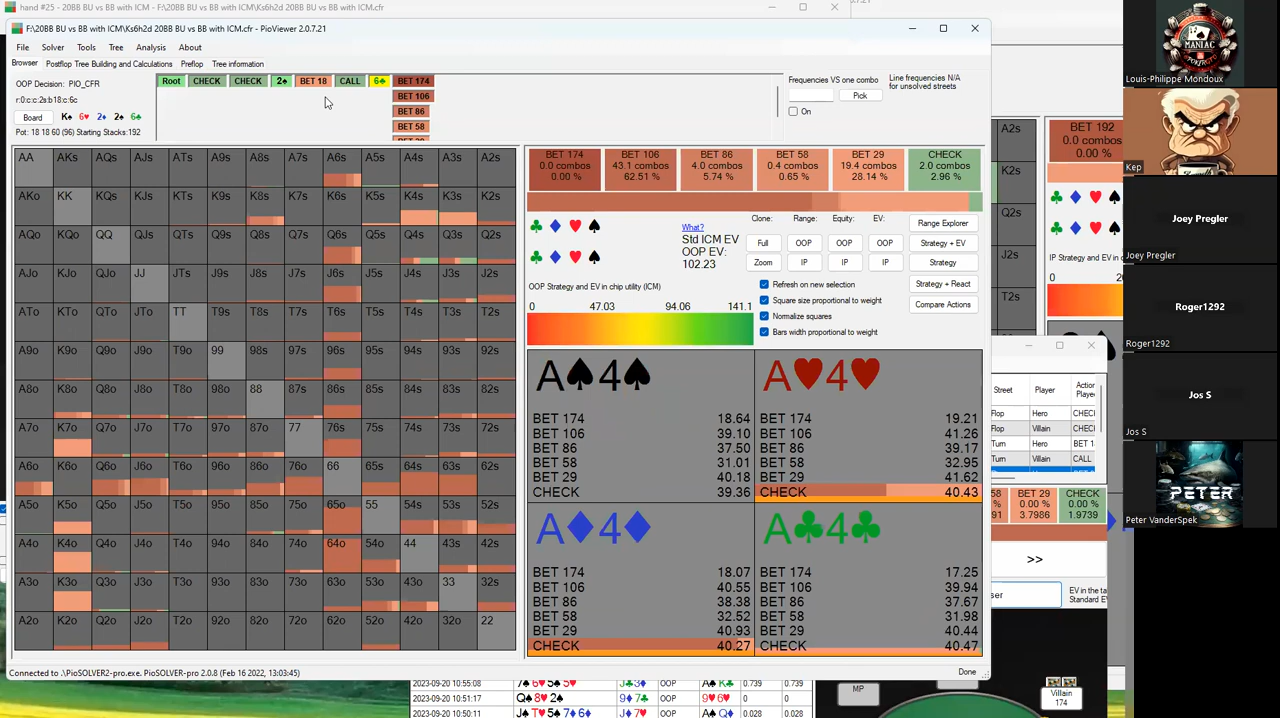 hand #25 - 20BB BU vs BB with ICM\Ks6h2d 20BB BU vs BB with ICM.cfr -
F:\20BB BU vs BB with ICM\Ks6h2d 20BB BU vs BB with ICM.cfr - PioViewer 2.0.7.21
File Solver Tools Tree Analysis About
Browser Postflop Tree Building and Calculations Preflop Tree information
OOP Decision: PIO_CFR
r:0:c:c:2s:b18:c:6c
Board K♠ 6♥ 2♦ 2♠ 6♣
Pot: 18 18 60 (96) Starting Stacks:192
Root CHECK CHECK 2♠ BET 18 CALL 6♣ BET 174
BET 106
BET 86
BET 58
Frequencies VS one combo
Pick
On
Line frequencies N/A
for unsolved streets
AA AKs AQs AJs ATs A9s A8s A7s A6s A5s A4s A3s A2s
AKo KK KQs KJs KTs K9s K8s K7s K6s K5s K4s K3s K2s
AQo KQo QQ QJs QTs Q9s Q8s Q7s Q6s Q5s Q4s Q3s Q2s
AJo KJo QJo JJ JTs J9s J8s J7s J6s J5s J4s J3s J2s
ATo KTo QTo JTo TT T9s T8s T7s T6s T5s T4s T3s T2s
A9o K9o Q9o J9o T9o 99 98s 97s 96s 95s 94s 93s 92s
A8o K8o Q8o J8o T8o 98o 88 87s 86s 85s 84s 83s 82s
A7o K7o Q7o J7o T7o 97o 87o 77 76s 75s 74s 73s 72s
A6o K6o Q6o J6o T6o 96o 86o 76o 66 65s 64s 63s 62s
A5o K5o Q5o J5o T5o 95o 85o 75o 65o 55 54s 53s 52s
A4o K4o Q4o J4o T4o 94o 84o 74o 64o 54o 44 43s 42s
A3o K3o Q3o J3o T3o 93o 83o 73o 63o 53o 43o 33 32s
A2o K2o Q2o J2o T2o 92o 82o 72o 62o 52o 42o 32o 22
BET 174 BET 106 BET 86 BET 58 BET 29 CHECK
0.0 combos 43.1 combos 4.0 combos 0.4 combos 19.4 combos 2.0 combos
0.00 % 62.51 % 5.74 % 0.65 % 28.14 % 2.96 %
What?
Std ICM EV
OOP EV:
102.23
Clone: Range: Equity: EV:
Full OOP OOP OOP
Zoom IP IP IP
Range Explorer
Strategy + EV
Strategy
Strategy + React
Compare Actions
Refresh on new selection
Square size proportional to weight
Normalize squares
Bars width proportional to weight
OOP Strategy and EV in chip utility (ICM)
0 47.03 94.06 141.1
A♠4♠
BET 174 18.64
BET 106 39.10
BET 86 37.50
BET 58 31.01
BET 29 40.18
CHECK 39.36
A♥4♥
BET 174 19.21
BET 106 41.26
BET 86 39.17
BET 58 32.95
BET 29 41.62
CHECK 40.43
A♦4♦
BET 174 18.07
BET 106 40.55
BET 86 38.38
BET 58 32.52
BET 29 40.93
CHECK 40.27
A♣4♣
BET 174 17.25
BET 106 39.94
BET 86 37.67
BET 58 31.98
BET 29 40.44
CHECK 40.47
Connected to .\PioSOLVER2-pro.exe. PioSOLVER-pro 2.0.8 (Feb 16 2022, 13:03:45)
Done
A2s
K2s
Q2s
J2s
T2s
BET 192
0.0 combos
0.00 %
IP Strategy and EV
0
Street Player Action
Flop Hero CHECK
Flop Villain CHECK
Turn Hero BET 1
Turn Villain CALL
BET 29 CHECK
0.00 % 0.00 %
3.7986 1.9739
>>
EV in the ta
Standard EV
2023-09-20 10:55:08 OOP 0.739 0.739
2023-09-20 10:51:17 Q♠ 8♥ 2♠ 9♦ 7♣ OOP 9♥ 6♥ 0 0
2023-09-20 10:50:11 J♠ T♥ 5♠ 7♦ 6♦ J♦ 7♥ OOP A♠ Q♦ 0.028 0.028
MP
Villain
174
MANIAC
Louis-Philippe Mondoux
Kep
Joey Pregler
Joey Pregler
Roger1292
Roger1292
Jos S
Jos S
PETER
Peter VanderSpek